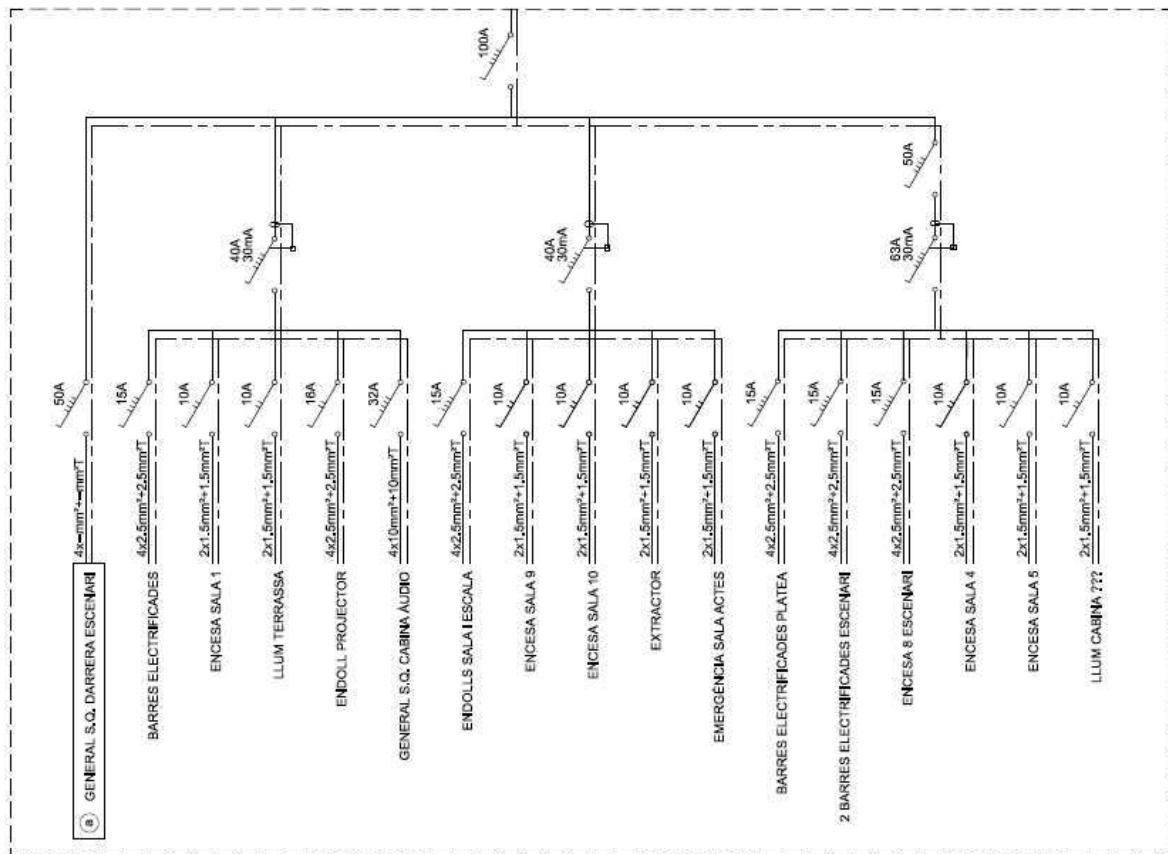 100A
50A
40A
30mA
40A
30mA
63A
30mA
50A
15A
10A
10A
16A
32A
15A
10A
10A
10A
10A
15A
15A
15A
10A
10A
10A
4x--mm²+--mm²T
4x2.5mm²+2.5mm²T
2x1.5mm²+1.5mm²T
2x1.5mm²+1.5mm²T
4x2.5mm²+2.5mm²T
4x10mm²+10mm²T
4x2.5mm²+2.5mm²T
2x1.5mm²+1.5mm²T
2x1.5mm²+1.5mm²T
2x1.5mm²+1.5mm²T
2x1.5mm²+1.5mm²T
4x2.5mm²+2.5mm²T
4x2.5mm²+2.5mm²T
4x2.5mm²+2.5mm²T
2x1.5mm²+1.5mm²T
2x1.5mm²+1.5mm²T
2x1.5mm²+1.5mm²T
a GENERAL S.Q. DARRERA ESCENARI
BARRES ELECTRIFICADES
ENCESA SALA 1
LLUM TERRASSA
ENDOLL PROJECTOR
GENERAL S.Q. CABINA ÀUDIO
ENDOLLS SALA I ESCALA
ENCESA SALA 9
ENCESA SALA 10
EXTRACTOR
EMERGÈNCIA SALA ACTES
BARRES ELECTRIFICADES PLATEA
2 BARRES ELECTRIFICADES ESCENARI
ENCESA 8 ESCENARI
ENCESA SALA 4
ENCESA SALA 5
LLUM CABINA ???